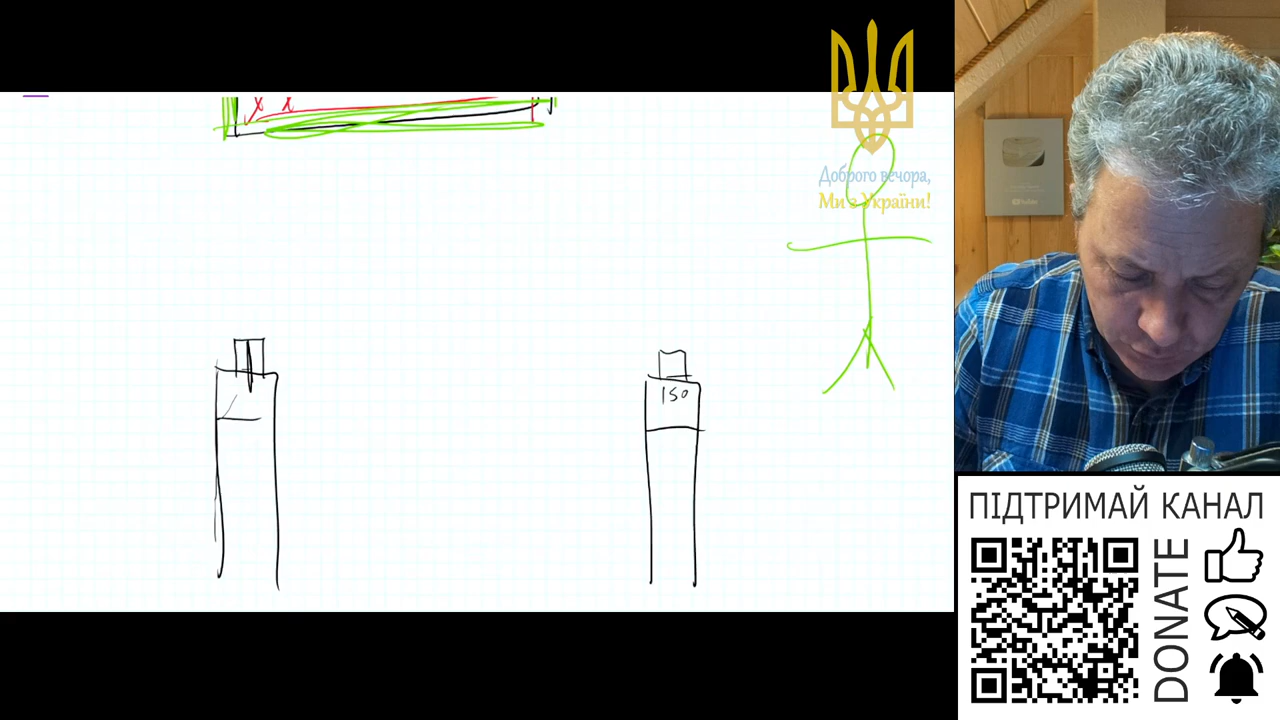 x x
Доброго вечора,
Ми з України!
150
ПІДТРИМАЙ КАНАЛ
DONATE